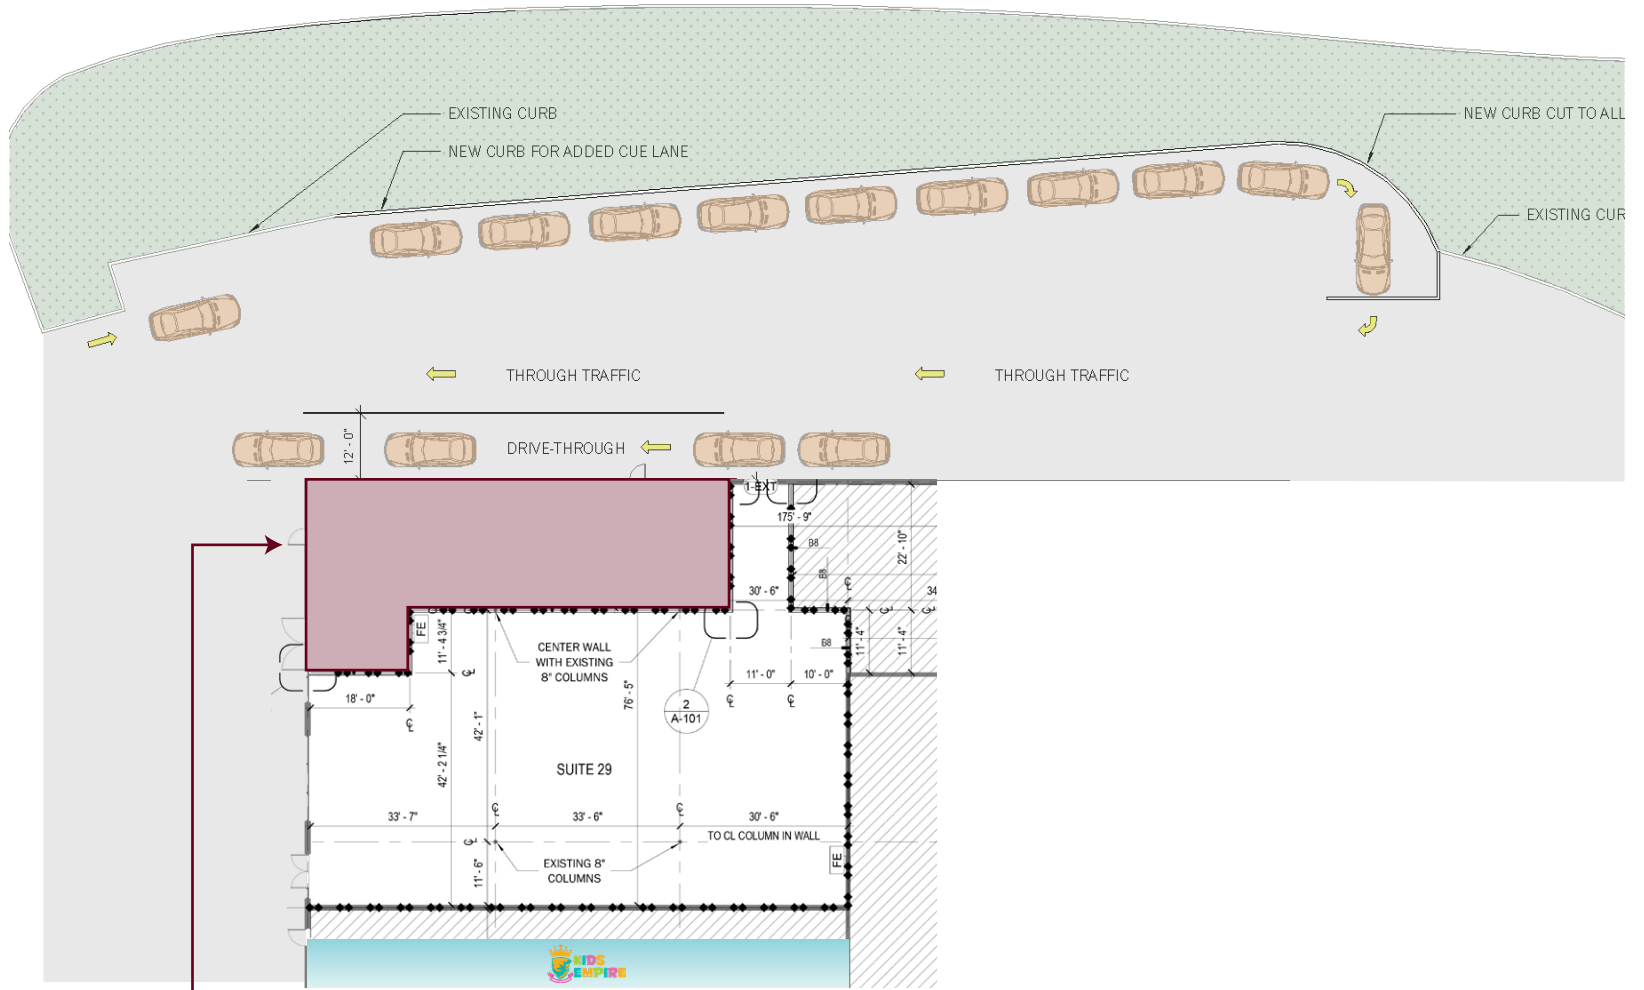 EXISTING CURB
NEW CURB CUT TO ALL
NEW CURB FOR ADDED CUE LANE
EXISTING CUR
THROUGH TRAFFIC
THROUGH TRAFFIC
12' - 0"
DRIVE-THROUGH
1-EXT
175' - 9"
B8
22' - 10"
B8
30' - 6"
34
FE
11' - 4 3/4"
CENTER WALL
WITH EXISTING
8" COLUMNS
B8
11' - 4"
11' - 4"
11' - 0"
10' - 0"
18' - 0"
76' - 5"
2
A-101
42' - 1"
42' - 2 1/4"
SUITE 29
33' - 7"
33' - 6"
30' - 6"
TO CL COLUMN IN WALL
EXISTING 8"
COLUMNS
FE
11' - 6"
KIDS
EMPIRE